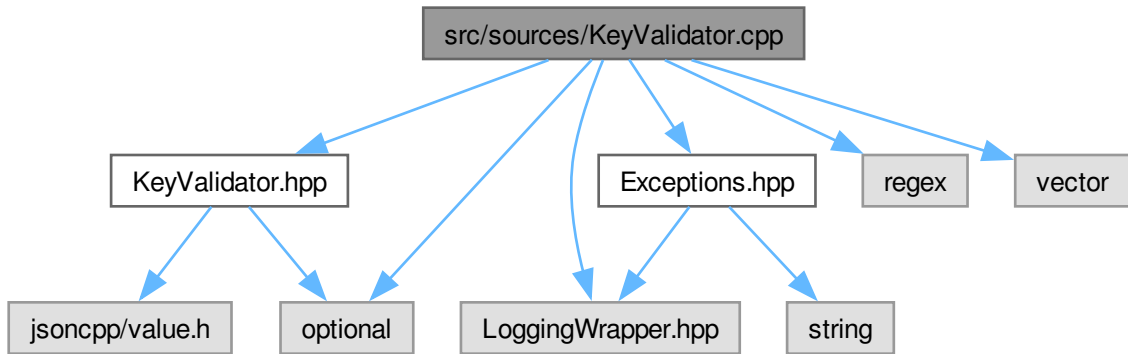 src/sources/KeyValidator.cpp
KeyValidator.hpp
Exceptions.hpp
regex
vector
jsoncpp/value.h
optional
LoggingWrapper.hpp
string